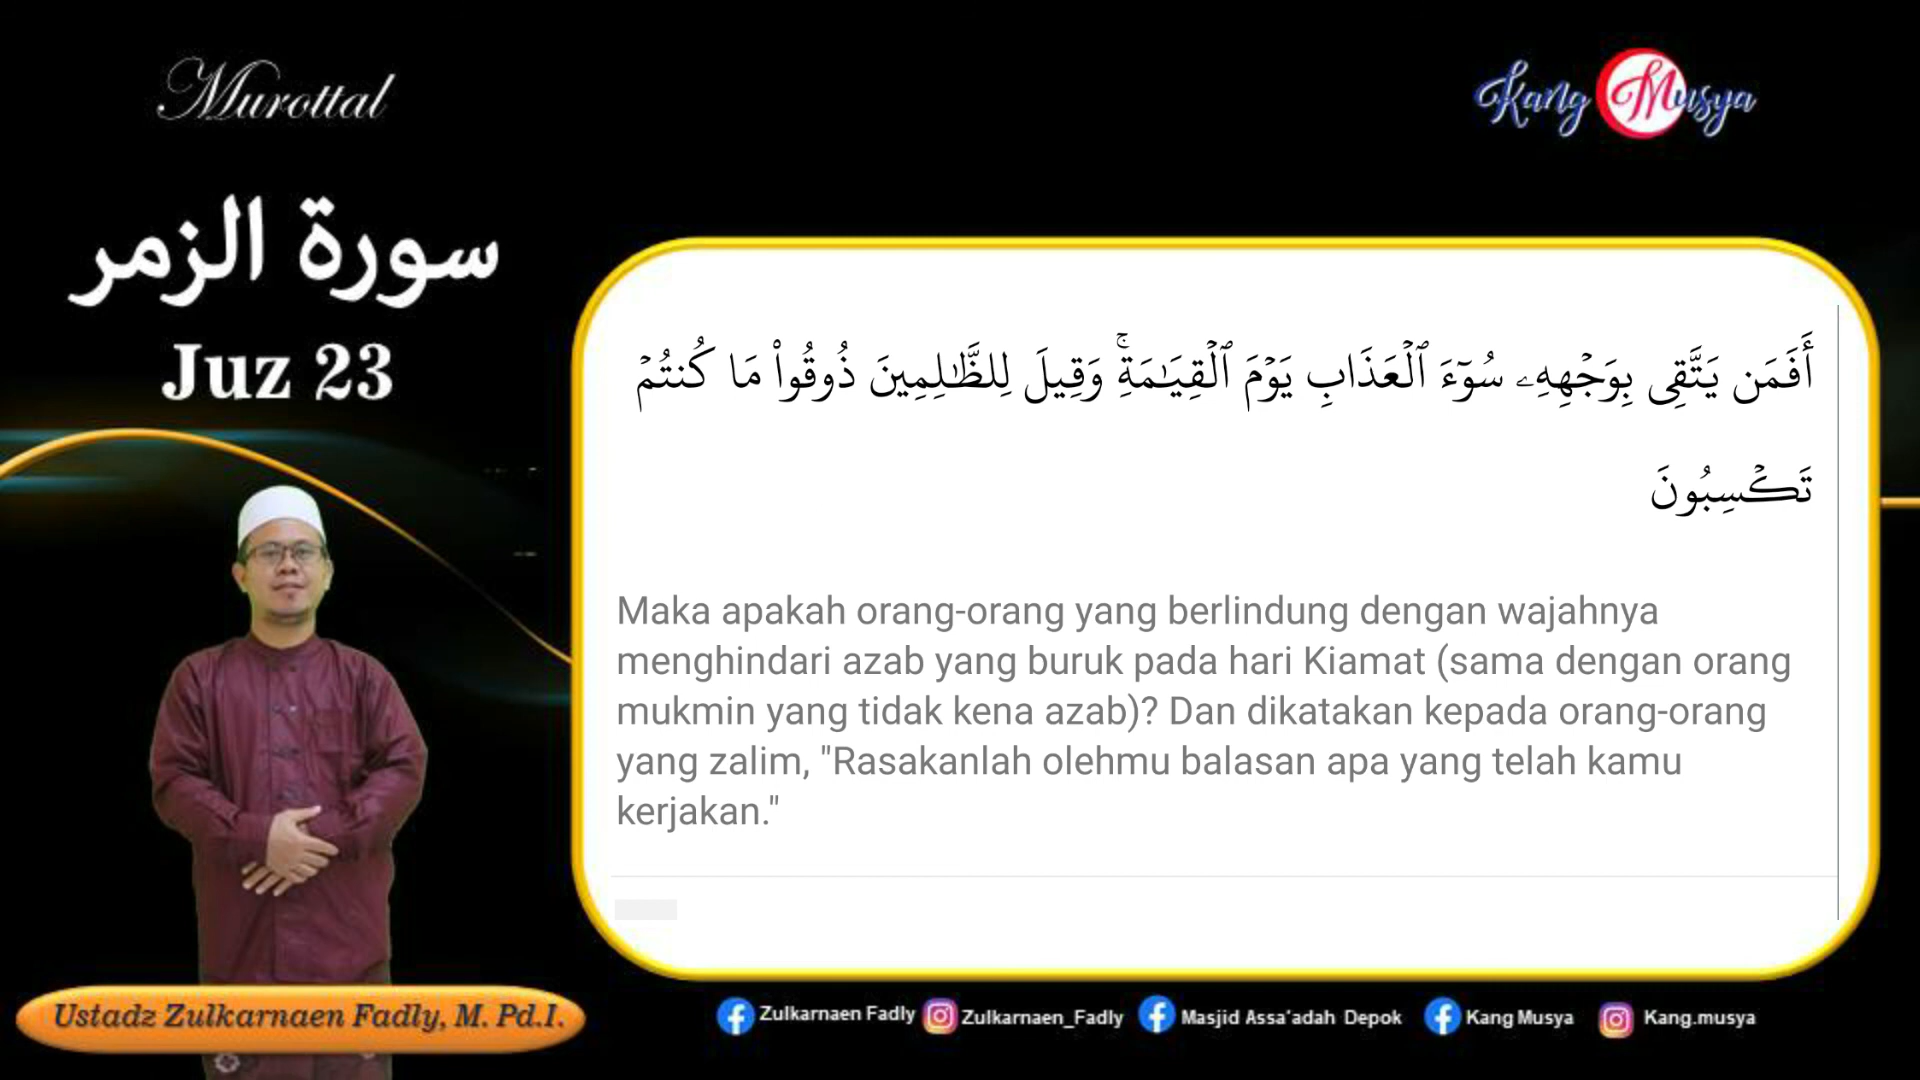 Murottal
Kang Musya
سورة الزمر
Juz 23
أَفَمَن يَتَّقِى بِوَجْهِهِۦ سُوٓءَ ٱلْعَذَابِ يَوْمَ ٱلْقِيَـٰمَةِ ۚ وَقِيلَ لِلظَّـٰلِمِينَ ذُوقُوا۟ مَا كُنتُمْ
تَكْسِبُونَ
Maka apakah orang-orang yang berlindung dengan wajahnya
menghindari azab yang buruk pada hari Kiamat (sama dengan orang
mukmin yang tidak kena azab)? Dan dikatakan kepada orang-orang
yang zalim, "Rasakanlah olehmu balasan apa yang telah kamu
kerjakan."
Ustadz Zulkarnaen Fadly, M. Pd.I.
Zulkarnaen Fadly Zulkarnaen_Fadly Masjid Assa'adah Depok Kang Musya Kang.musya